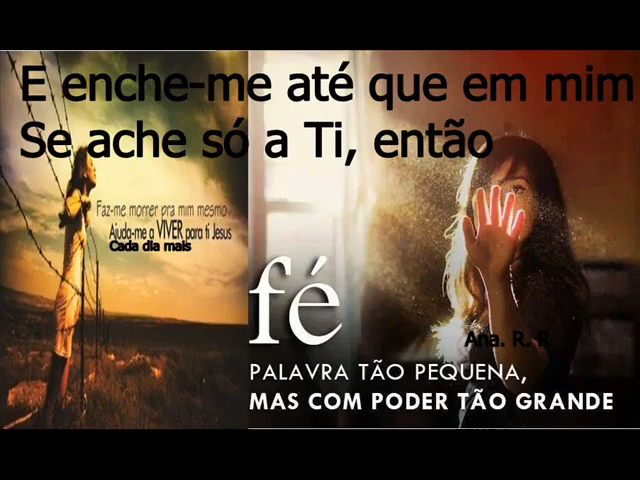 E enche-me até que em mim
Se ache só a Ti, então
Faz-me morrer pra mim mesmo
Ajuda-me a VIVER para ti Jesus
Cada dia mais
fé
Ana. R. R
PALAVRA TÃO PEQUENA,
MAS COM PODER TÃO GRANDE